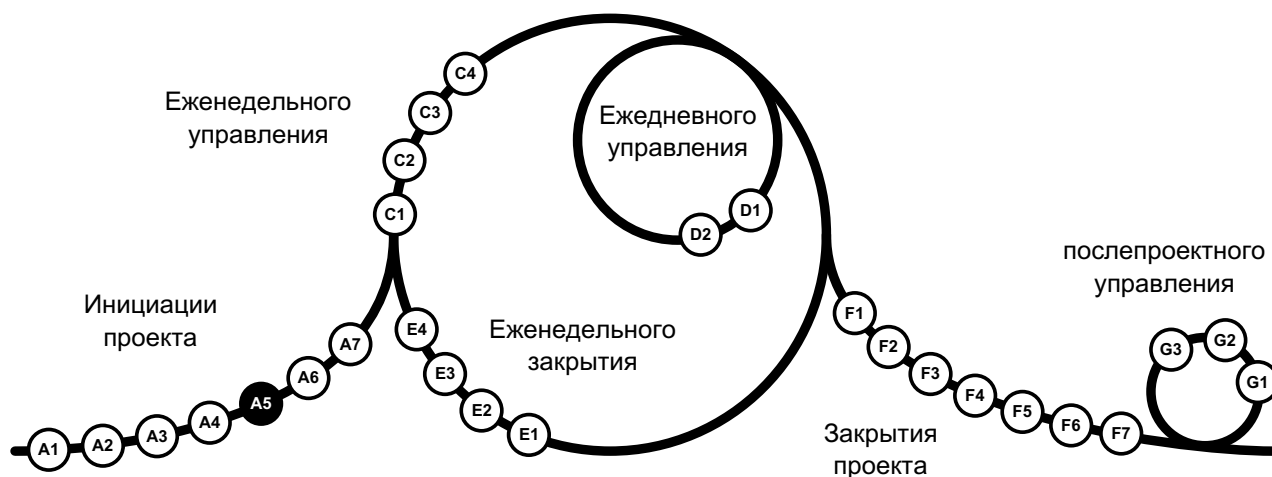 Еженедельного
управления
C4
C3
C2
C1
Ежедневного
управления
D1
D2
Инициации
проекта
A1
A2
A3
A4
A5
A6
A7
Еженедельного
закрытия
E4
E3
E2
E1
Закрытия
проекта
F1
F2
F3
F4
F5
F6
F7
послепроектного
управления
G3
G2
G1